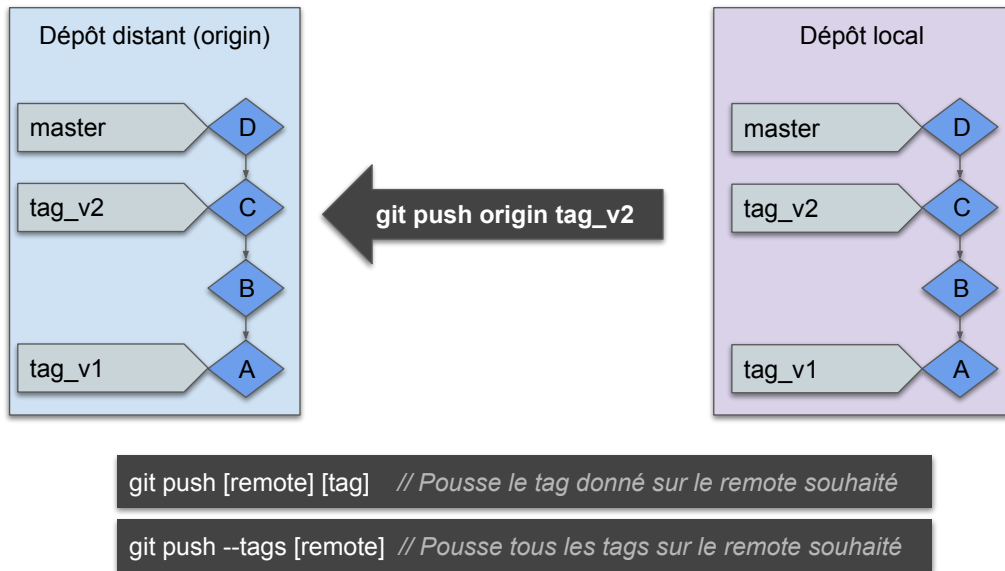 Dépôt distant (origin)
master
D
tag_v2
C
B
tag_v1
A
git push origin tag_v2
Dépôt local
master
D
tag_v2
C
B
tag_v1
A
git push [remote] [tag] // Pousse le tag donné sur le remote souhaité
git push --tags [remote] // Pousse tous les tags sur le remote souhaité